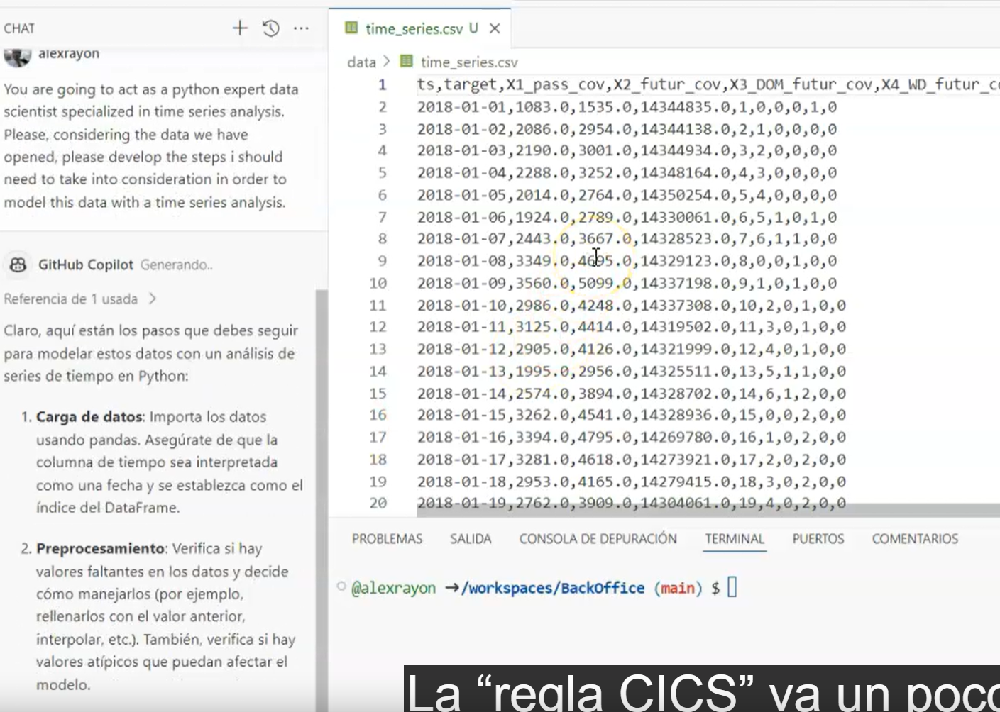 CHAT
alexrayon
You are going to act as a python expert data
scientist specialized in time series analysis.
Please, considering the data we have
opened, please develop the steps i should
need to take into consideration in order to
model this data with a time series analysis.
GitHub Copilot Generando..
Referencia de 1 usada
Claro, aquí están los pasos que debes seguir
para modelar estos datos con un análisis de
series de tiempo en Python:
1. Carga de datos: Importa los datos
usando pandas. Asegúrate de que la
columna de tiempo sea interpretada
como una fecha y se establezca como el
índice del DataFrame.
2. Preprocesamiento: Verifica si hay
valores faltantes en los datos y decide
cómo manejarlos (por ejemplo,
rellenarlos con el valor anterior,
interpolar, etc.). También, verifica si hay
valores atípicos que puedan afectar el
modelo.
time_series.csv U
data > time_series.csv
1 ts,target,X1_pass_cov,X2_futur_cov,X3_DOM_futur_cov,X4_WD_futur_co
2 2018-01-01,1083.0,1535.0,14344835.0,1,0,0,0,1,0
3 2018-01-02,2086.0,2954.0,14344138.0,2,1,0,0,0,0
4 2018-01-03,2190.0,3001.0,14344934.0,3,2,0,0,0,0
5 2018-01-04,2288.0,3252.0,14348164.0,4,3,0,0,0,0
6 2018-01-05,2014.0,2764.0,14350254.0,5,4,0,0,0,0
7 2018-01-06,1924.0,2789.0,14330061.0,6,5,1,0,1,0
8 2018-01-07,2443.0,3667.0,14328523.0,7,6,1,1,0,0
9 2018-01-08,3349.0,4695.0,14329123.0,8,0,0,1,0,0
10 2018-01-09,3560.0,5099.0,14337198.0,9,1,0,1,0,0
11 2018-01-10,2986.0,4248.0,14337308.0,10,2,0,1,0,0
12 2018-01-11,3125.0,4414.0,14319502.0,11,3,0,1,0,0
13 2018-01-12,2905.0,4126.0,14321999.0,12,4,0,1,0,0
14 2018-01-13,1995.0,2956.0,14325511.0,13,5,1,1,0,0
15 2018-01-14,2574.0,3894.0,14328702.0,14,6,1,2,0,0
16 2018-01-15,3262.0,4541.0,14328936.0,15,0,0,2,0,0
17 2018-01-16,3394.0,4795.0,14269780.0,16,1,0,2,0,0
18 2018-01-17,3281.0,4618.0,14273921.0,17,2,0,2,0,0
19 2018-01-18,2953.0,4165.0,14279415.0,18,3,0,2,0,0
20 2018-01-19,2762.0,3909.0,14304061.0,19,4,0,2,0,0
PROBLEMAS SALIDA CONSOLA DE DEPURACIÓN TERMINAL PUERTOS COMENTARIOS
@alexrayon →/workspaces/BackOffice (main) $
La “regla CICS” va un poco